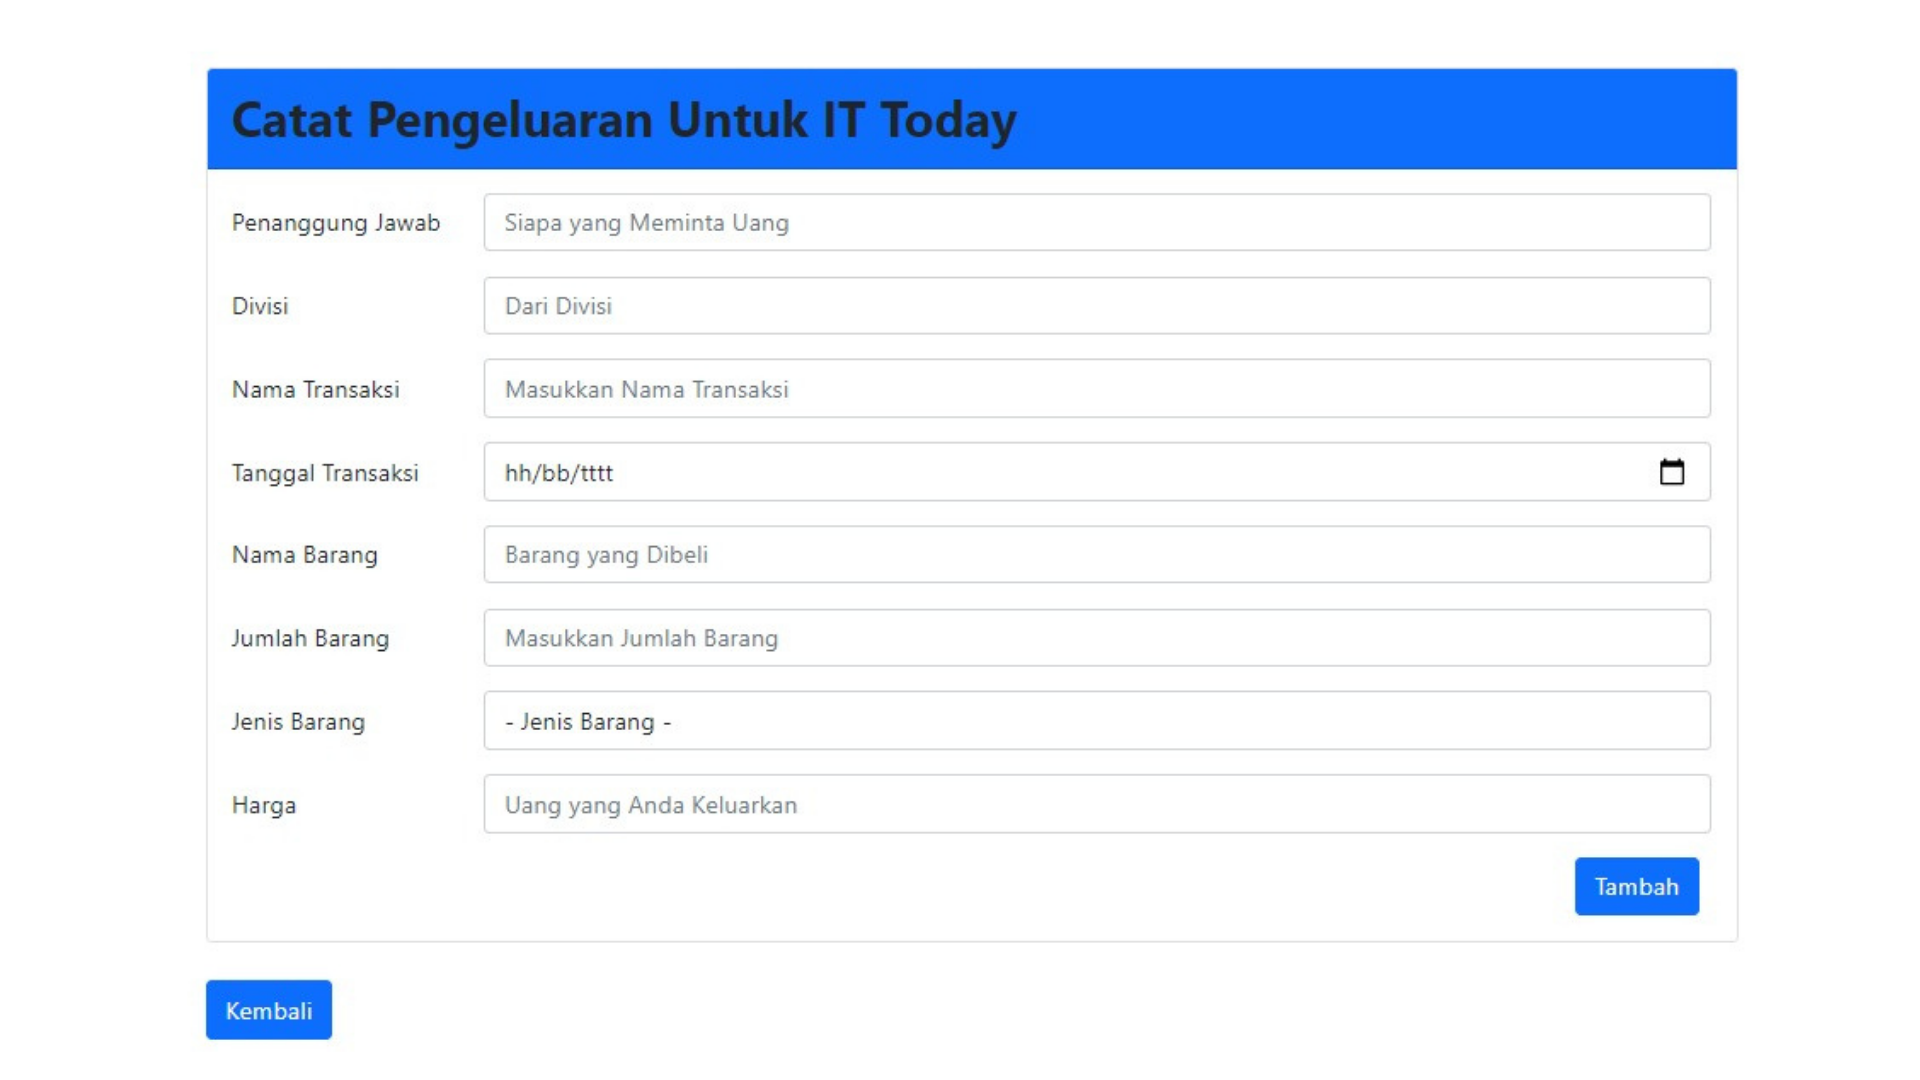 Catat Pengeluaran Untuk IT Today
Penanggung Jawab
Siapa yang Meminta Uang
Divisi
Dari Divisi
Nama Transaksi
Masukkan Nama Transaksi
Tanggal Transaksi
hh/bb/tttt
Nama Barang
Barang yang Dibeli
Jumlah Barang
Masukkan Jumlah Barang
Jenis Barang
- Jenis Barang -
Harga
Uang yang Anda Keluarkan
Tambah
Kembali